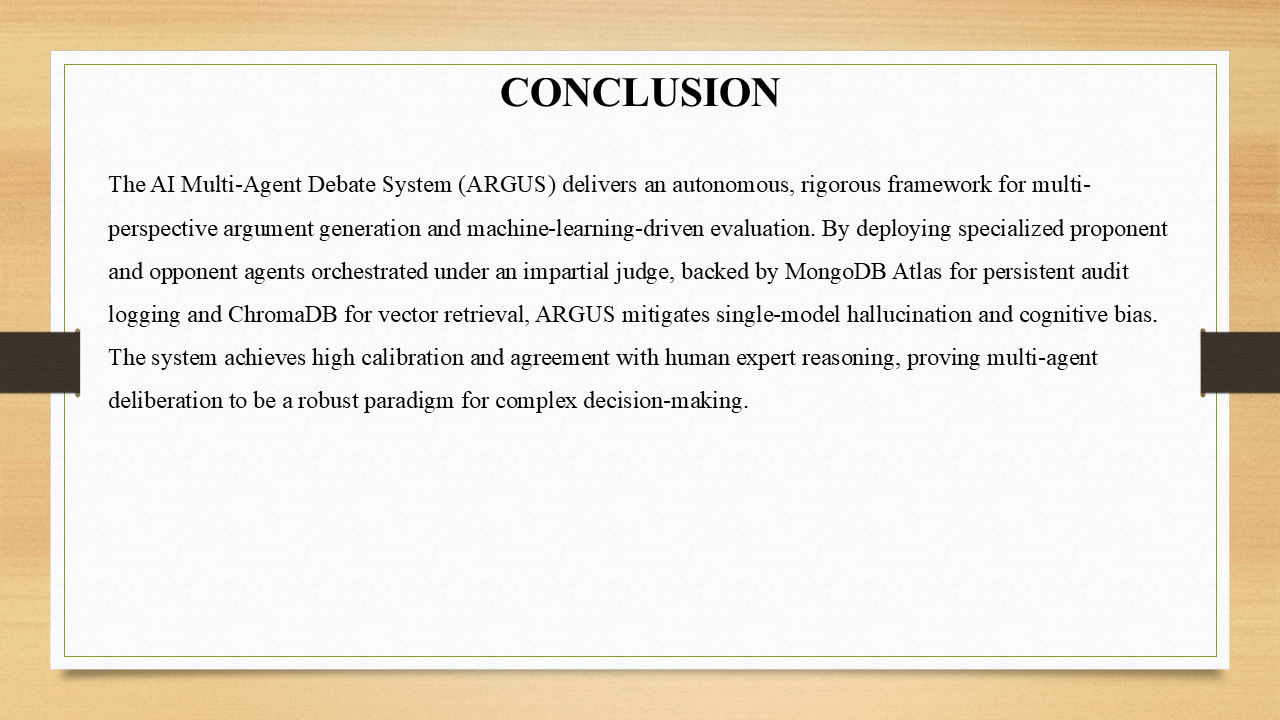 CONCLUSION
The AI Multi-Agent Debate System (ARGUS) delivers an autonomous, rigorous framework for multi-
perspective argument generation and machine-learning-driven evaluation. By deploying specialized proponent
and opponent agents orchestrated under an impartial judge, backed by MongoDB Atlas for persistent audit
logging and ChromaDB for vector retrieval, ARGUS mitigates single-model hallucination and cognitive bias.
The system achieves high calibration and agreement with human expert reasoning, proving multi-agent
deliberation to be a robust paradigm for complex decision-making.